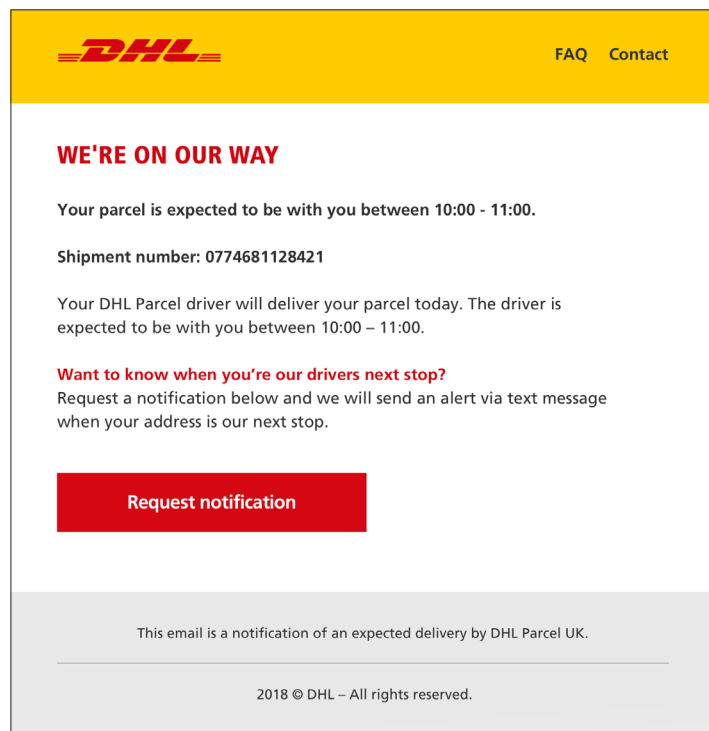 DHL
FAQ Contact
WE'RE ON OUR WAY
Your parcel is expected to be with you between 10:00 - 11:00.
Shipment number: 0774681128421
Your DHL Parcel driver will deliver your parcel today. The driver is
expected to be with you between 10:00 – 11:00.
Want to know when you’re our drivers next stop?
Request a notification below and we will send an alert via text message
when your address is our next stop.
Request notification
This email is a notification of an expected delivery by DHL Parcel UK.
2018 © DHL – All rights reserved.